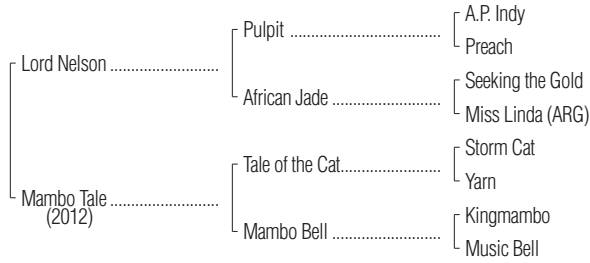 A.P. Indy
Pulpit ........................................
Preach
Lord Nelson .............................
Seeking the Gold
African Jade .............................
Miss Linda (ARG)
Storm Cat
Tale of the Cat...........................
Yarn
Mambo Tale .............................
(2012)
Kingmambo
Mambo Bell .............................
Music Bell